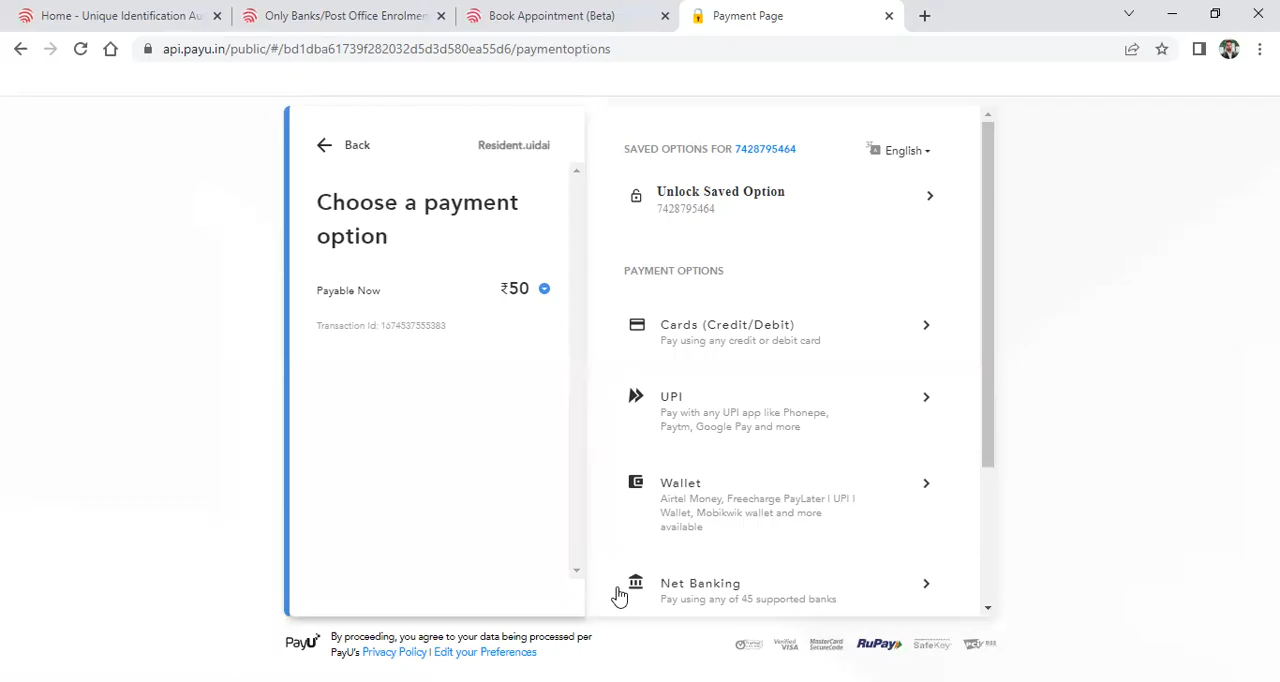 Home - Unique Identification Au
Only Banks/Post Office Enrolmen
Book Appointment (Beta)
Payment Page
api.payu.in/public/#/bd1dba61739f282032d5d3d580ea55d6/paymentoptions
Back
Resident.uidai
Choose a payment
option
Payable Now
₹50
Transaction Id: 1674537555383
SAVED OPTIONS FOR 7428795464
English
Unlock Saved Option
7428795464
PAYMENT OPTIONS
Cards (Credit/Debit)
Pay using any credit or debit card
UPI
Pay with any UPI app like Phonepe,
Paytm, Google Pay and more
Wallet
Airtel Money, Freecharge PayLater | UPI |
Wallet, Mobikwik wallet and more
available
Net Banking
Pay using any of 45 supported banks
PayU
By proceeding, you agree to your data being processed per
PayU's Privacy Policy | Edit your Preferences
Verified
VISA
MasterCard
SecureCode
RuPay
SafeKey